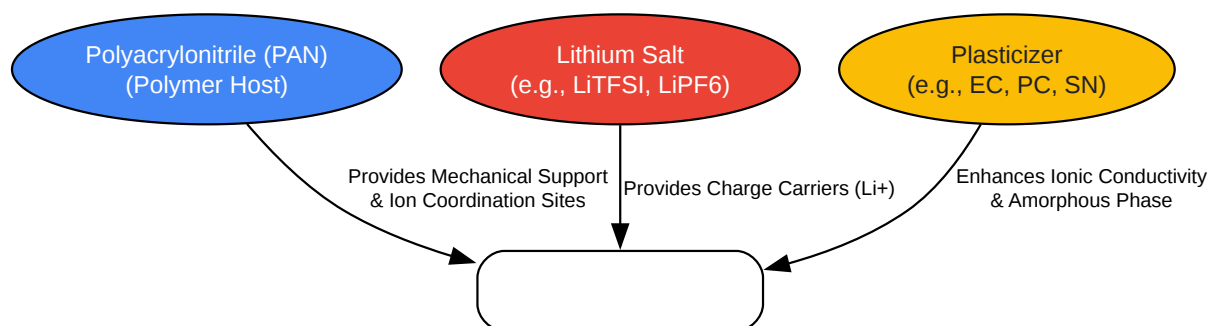 Polyacrylonitrile (PAN)
(Polymer Host)
Lithium Salt
(e.g., LiTFSI, LiPF6)
Plasticizer
(e.g., EC, PC, SN)
Provides Mechanical Support
& Ion Coordination Sites
Provides Charge Carriers (Li+)
Enhances Ionic Conductivity
& Amorphous Phase